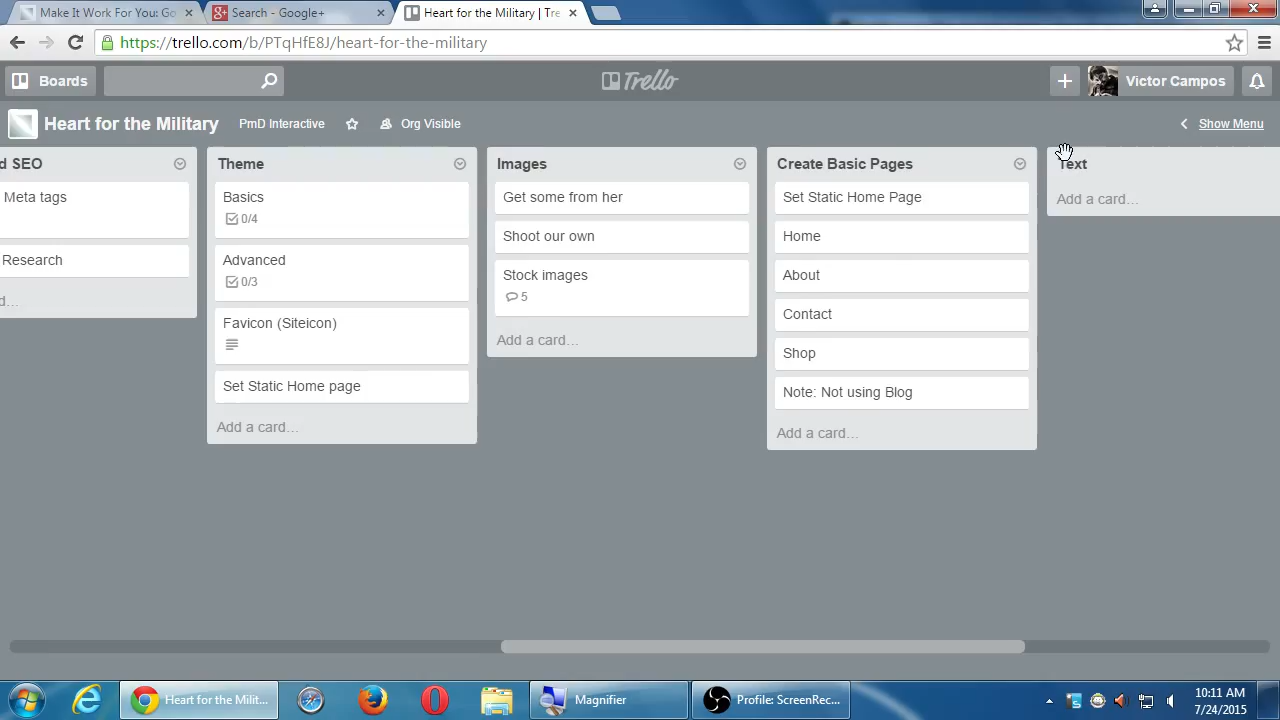 Make It Work For You: Go
Search - Google+
Heart for the Military | Tre
https://trello.com/b/PTqHfE8J/heart-for-the-military
Boards
Trello
Victor Campos
Heart for the Military
PmD Interactive
Org Visible
Show Menu
d SEO
Meta tags
Research
d…
Theme
Basics
0/4
Advanced
0/3
Favicon (Siteicon)
Set Static Home page
Add a card…
Images
Get some from her
Shoot our own
Stock images
5
Add a card…
Create Basic Pages
Set Static Home Page
Home
About
Contact
Shop
Note: Not using Blog
Add a card…
Text
Add a card…
Heart for the Milit...
Magnifier
Profile: ScreenRec...
10:11 AM
7/24/2015